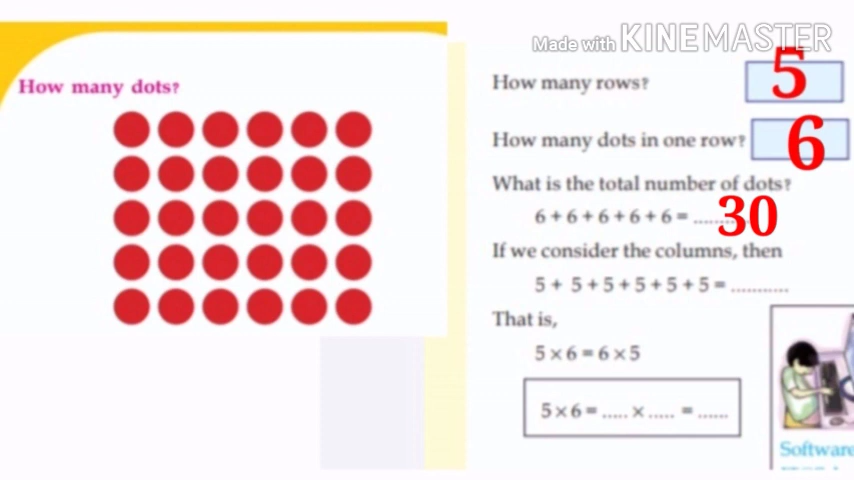 Made with KINEMASTER
How many dots?
How many rows? 5
How many dots in one row? 6
What is the total number of dots?
6 + 6 + 6 + 6 + 6 = ......... 30
If we consider the columns, then
5 + 5 + 5 + 5 + 5 + 5 = ...........
That is,
5 × 6 = 6 × 5
5 × 6 = ..... × ..... = ......
Software